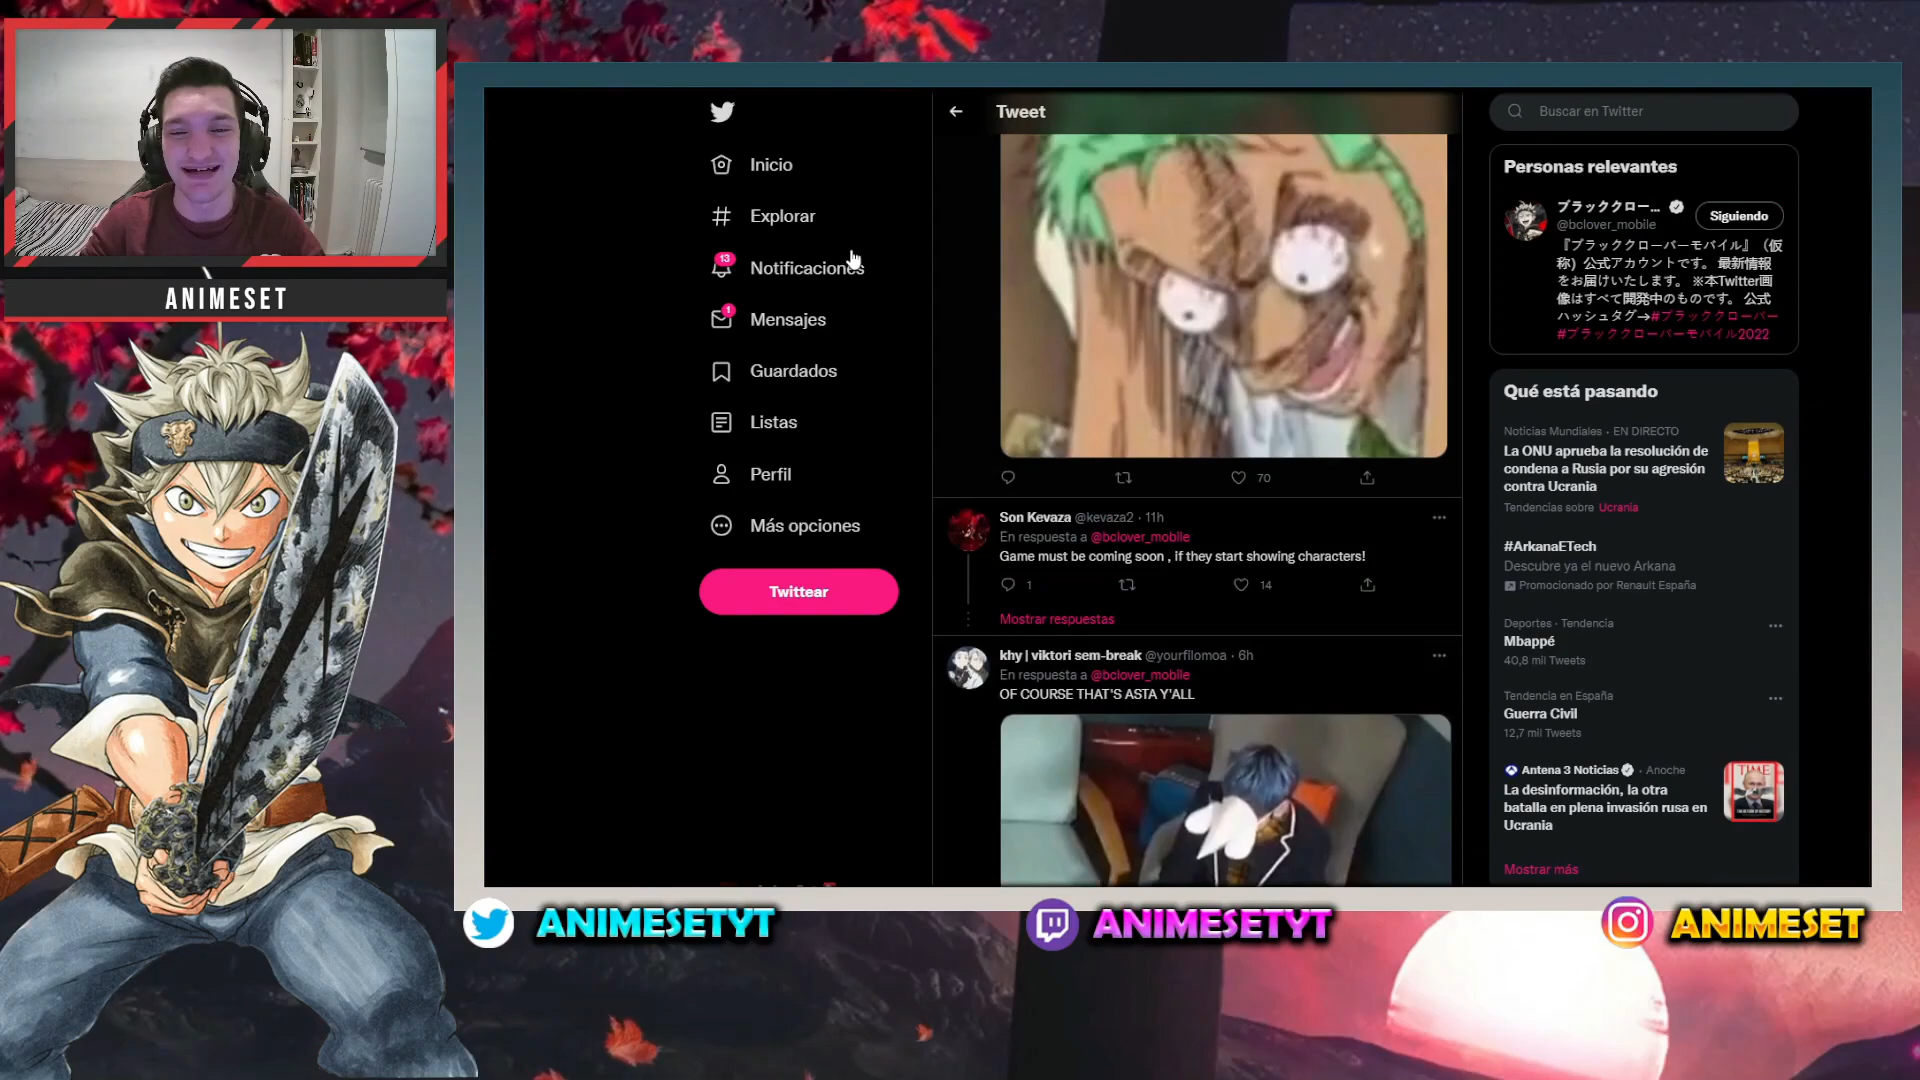 ANIMESET
Inicio
Explorar
13
Notificaciones
1
Mensajes
Guardados
Listas
Perfil
Más opciones
Twittear
Tweet
70
Son Kevaza @kevaza2 · 11h
En respuesta a @bclover_mobile
Game must be coming soon , if they start showing characters!
1
14
Mostrar respuestas
khy | viktori sem-break @yourfilomoa · 6h
En respuesta a @bclover_mobile
OF COURSE THAT'S ASTA Y'ALL
Buscar en Twitter
Personas relevantes
ブラッククロー...
Siguiendo
@bclover_mobile
『ブラッククローバーモバイル』（仮
称）公式アカウントです。 最新情報
をお届けいたします。 ※本Twitter画
像はすべて開発中のものです。 公式
ハッシュタグ→#ブラッククローバー
#ブラッククローバーモバイル2022
Qué está pasando
Noticias Mundiales · EN DIRECTO
La ONU aprueba la resolución de
condena a Rusia por su agresión
contra Ucrania
Tendencias sobre Ucrania
#ArkanaETech
Descubre ya el nuevo Arkana
Promocionado por Renault España
Deportes · Tendencia
Mbappé
40,8 mil Tweets
Tendencia en España
Guerra Civil
12,7 mil Tweets
Antena 3 Noticias · Anoche
La desinformación, la otra
batalla en plena invasión rusa en
Ucrania
TIME
Mostrar más
ANIMESETYT
ANIMESETYT
ANIMESET